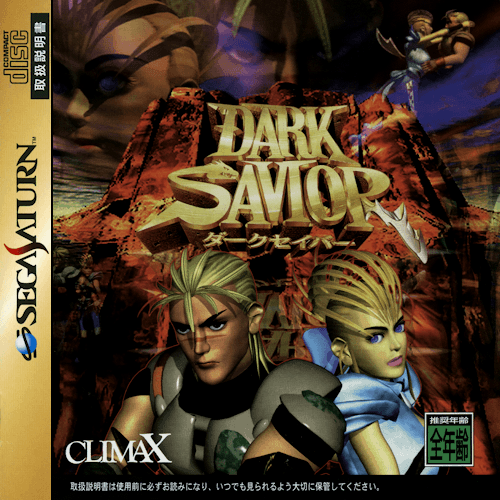 COMPACT
disc
取扱説明書
SEGA SATURN™
DARK
SAVIOR
ダークセイバー
CLIMAX
推奨年齢
全年齢
取扱説明書は使用前に必ずお読みになり、いつでも見られるよう大切に保管してください。